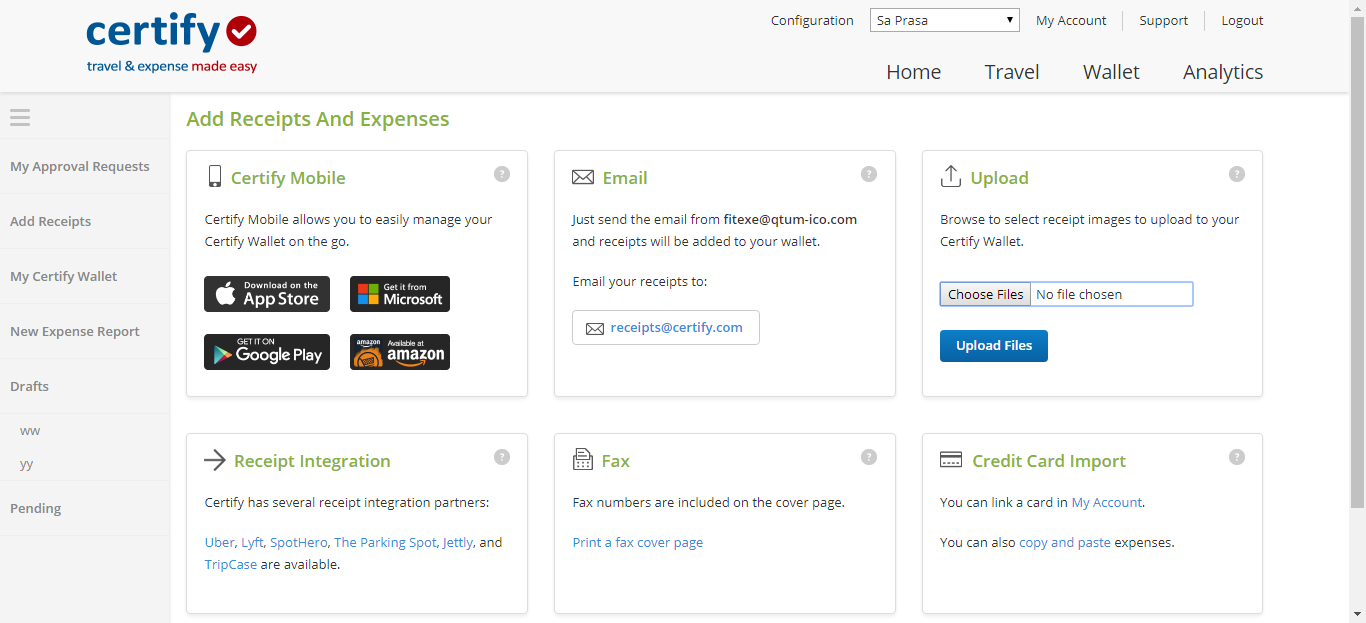 certify
travel & expense made easy
Configuration
Sa Prasa
My Account
Support
Logout
Home
Travel
Wallet
Analytics
My Approval Requests
Add Receipts
My Certify Wallet
New Expense Report
Drafts
ww
yy
Pending
Add Receipts And Expenses
Certify Mobile
?
Certify Mobile allows you to easily manage your
Certify Wallet on the go.
Download on the
App Store
Get it from
Microsoft
GET IT ON
Google Play
amazon
Available at
amazon
Email
?
Just send the email from fitexe@qtum-ico.com
and receipts will be added to your wallet.
Email your receipts to:
receipts@certify.com
Upload
?
Browse to select receipt images to upload to your
Certify Wallet.
Choose Files
No file chosen
Upload Files
Receipt Integration
?
Certify has several receipt integration partners:
Uber, Lyft, SpotHero, The Parking Spot, Jettly, and
TripCase are available.
Fax
?
Fax numbers are included on the cover page.
Print a fax cover page
Credit Card Import
?
You can link a card in My Account.
You can also copy and paste expenses.